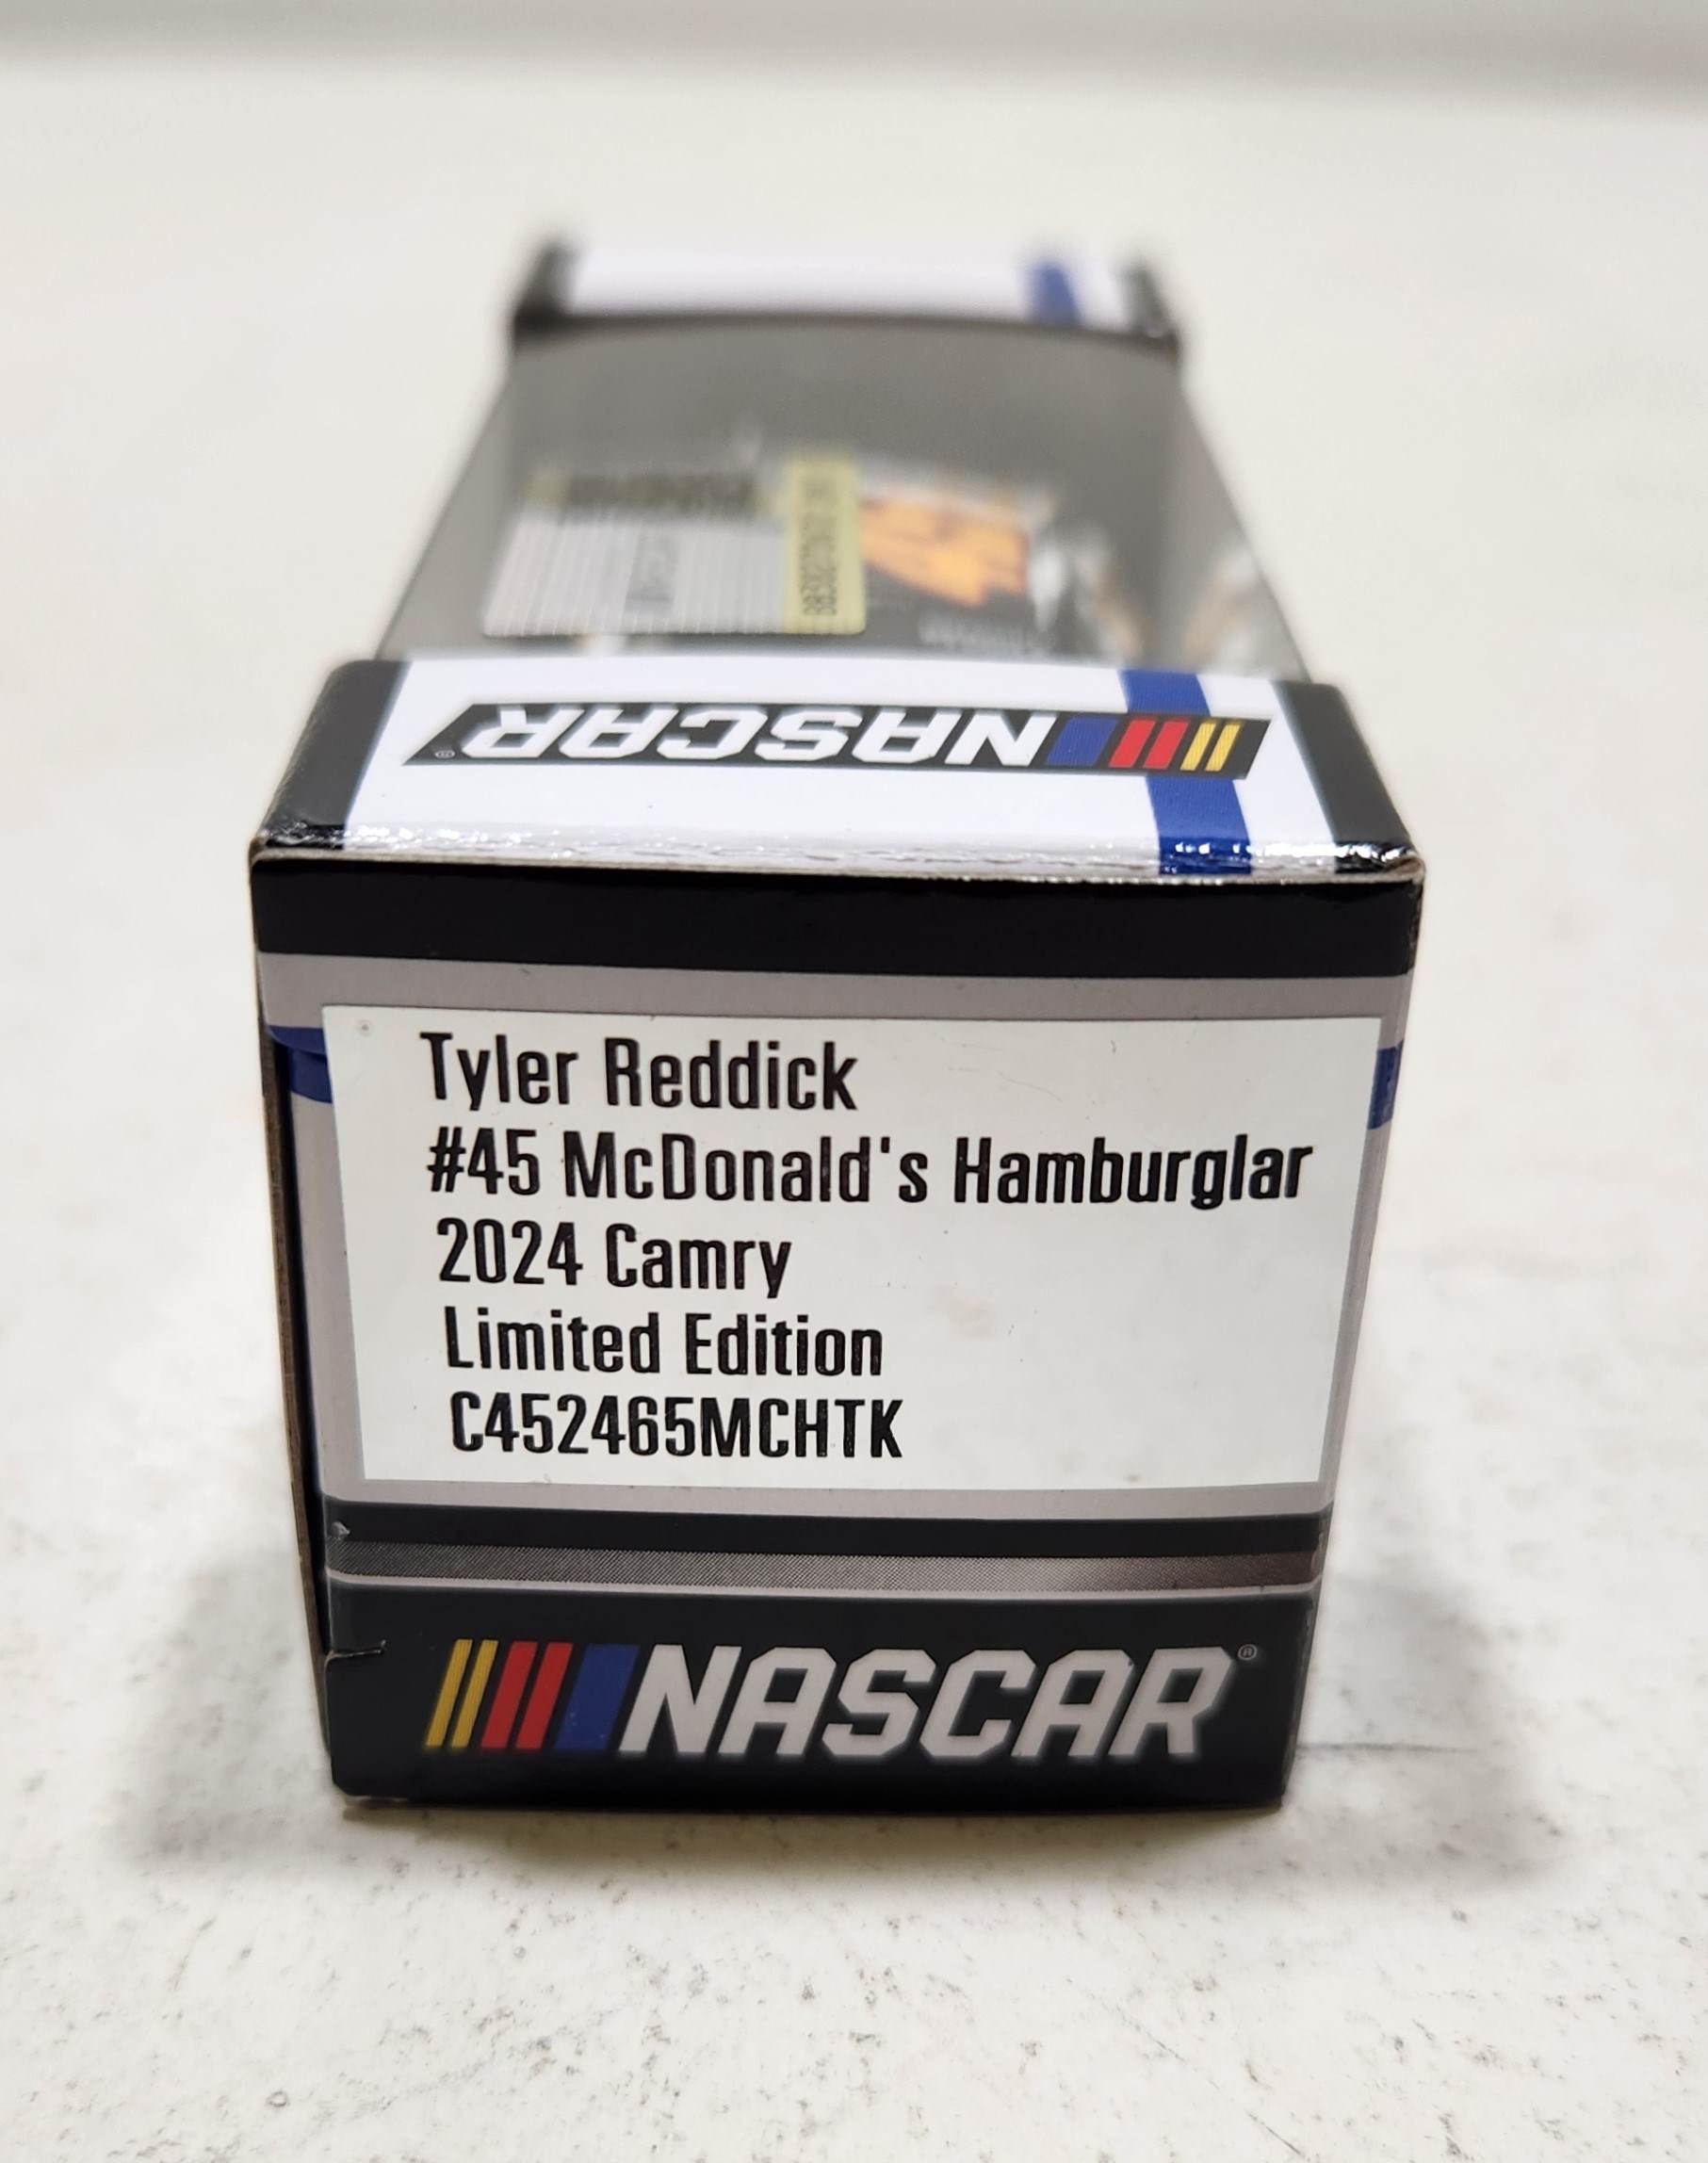 NASCAR®
Tyler Reddick
#45 McDonald's Hamburglar
2024 Camry
Limited Edition
C452465MCHTK
NASCAR®